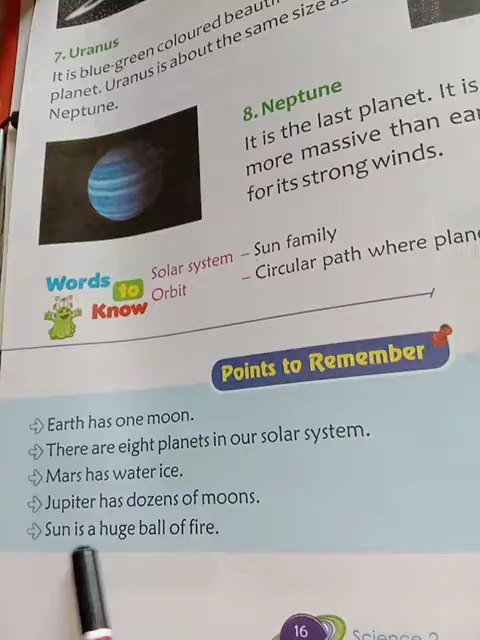 7. Uranus
It is blue-green coloured
planet. Uranus is about the same size as
Neptune.
8. Neptune
It is the last planet. It is
more massive than
for its strong winds.
Words to Know
Solar system – Sun family
Orbit – Circular path where
Points to Remember
Earth has one moon.
There are eight planets in our solar system.
Mars has water ice.
Jupiter has dozens of moons.
Sun is a huge ball of fire.
16
Science